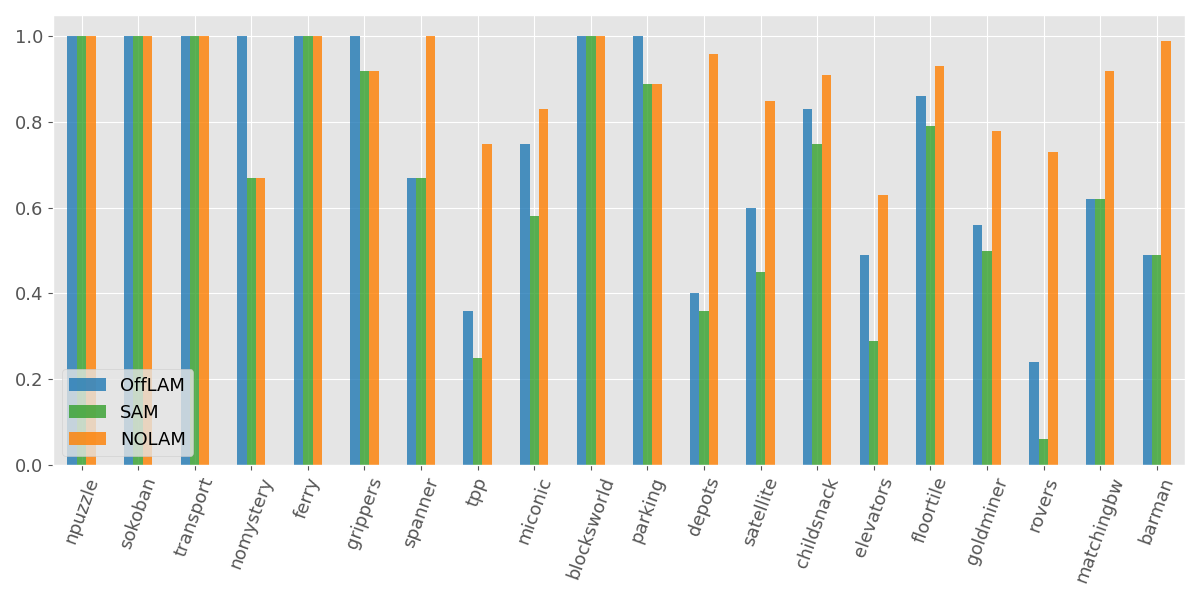 1.0
0.8
0.6
0.4
0.2
0.0
OffLAM
SAM
NOLAM
npuzzle
sokoban
transport
nomystery
ferry
grippers
spanner
tpp
miconic
blocksworld
parking
depots
satellite
childsnack
elevators
floortile
goldminer
rovers
matchingbw
barman